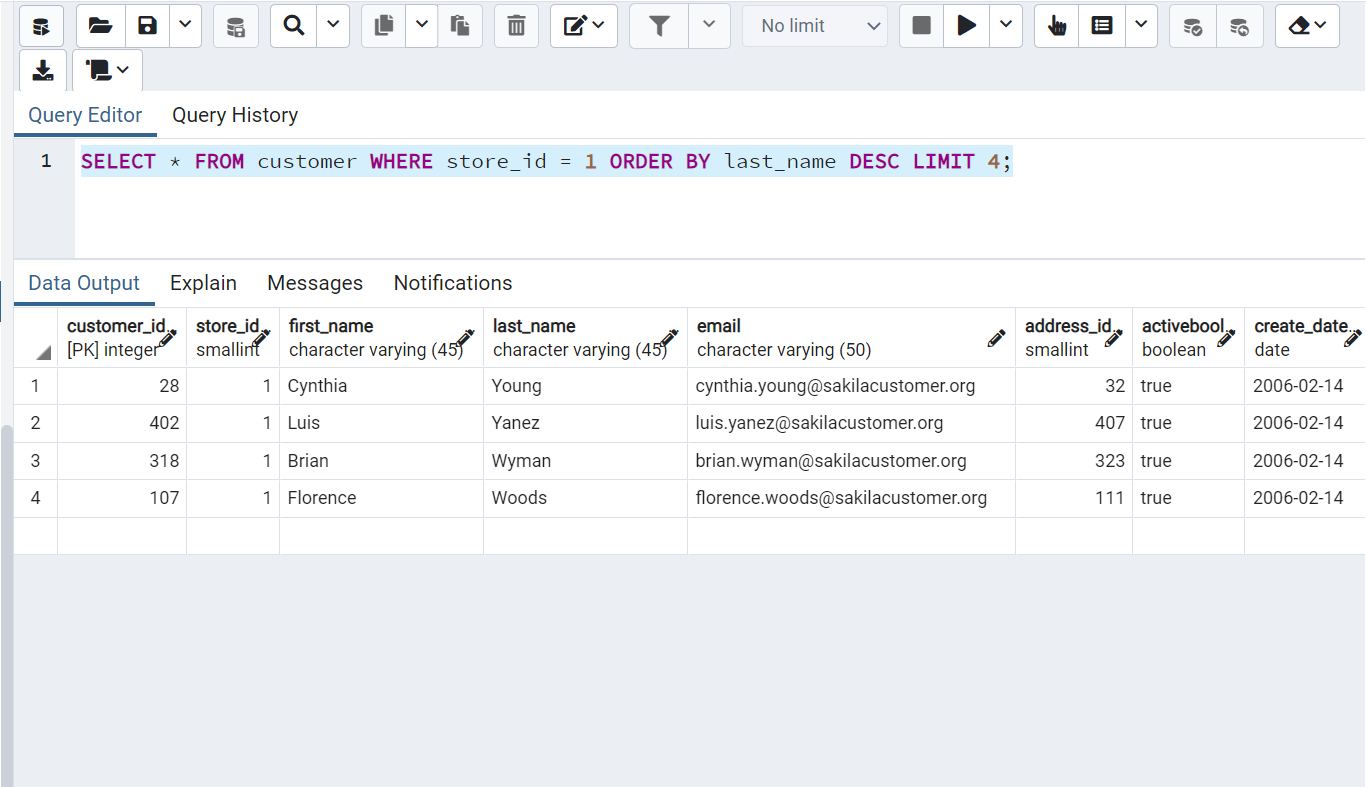 No limit
Query Editor Query History
1 SELECT * FROM customer WHERE store_id = 1 ORDER BY last_name DESC LIMIT 4;
Data Output Explain Messages Notifications
customer_id store_id first_name last_name email address_id activebool create_date
[PK] integer smallint character varying (45) character varying (45) character varying (50) smallint boolean date
1 28 1 Cynthia Young cynthia.young@sakilacustomer.org 32 true 2006-02-14
2 402 1 Luis Yanez luis.yanez@sakilacustomer.org 407 true 2006-02-14
3 318 1 Brian Wyman brian.wyman@sakilacustomer.org 323 true 2006-02-14
4 107 1 Florence Woods florence.woods@sakilacustomer.org 111 true 2006-02-14